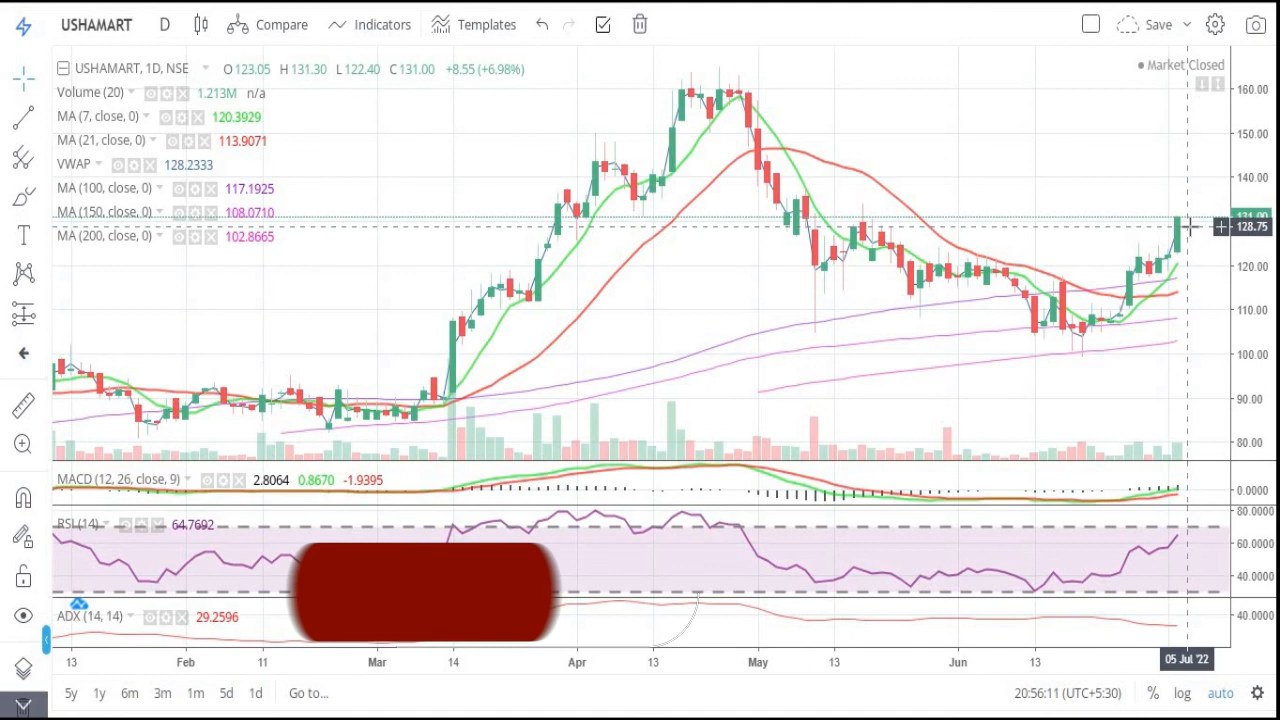 USHAMART D Compare Indicators Templates Save
USHAMART, 1D, NSE O123.05 H131.30 L122.40 C131.00 +8.55 (+6.98%)
Market Closed
Volume (20) 1.213M n/a
MA (7, close, 0) 120.3929
MA (21, close, 0) 113.9071
VWAP 128.2333
MA (100, close, 0) 117.1925
MA (150, close, 0) 108.0710
MA (200, close, 0) 102.8665
160.00
150.00
140.00
131.00
128.75
120.00
110.00
100.00
90.00
80.00
MACD (12, 26, close, 9) 2.8064 0.8670 -1.9395
0.0000
RSI (14) 64.7692
80.0000
60.0000
40.0000
ADX (14, 14) 29.2596
40.0000
13 Feb 11 Mar 14 Apr 13 May 13 Jun 13 05 Jul '22
5y 1y 6m 3m 1m 5d 1d Go to... 20:56:11 (UTC+5:30) % log auto